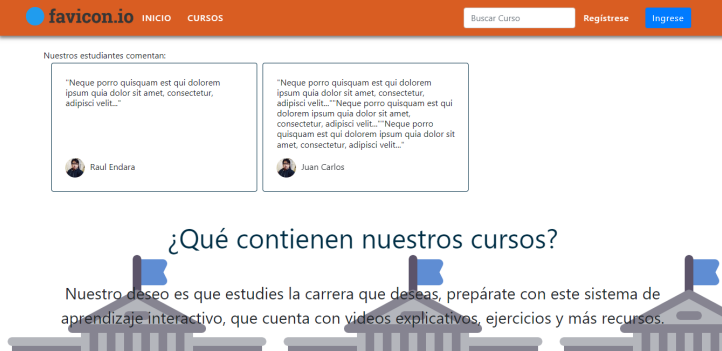 favicon.io INICIO CURSOS Buscar Curso Regístrese Ingrese
Nuestros estudiantes comentan:
"Neque porro quisquam est qui dolorem
ipsum quia dolor sit amet, consectetur,
adipisci velit..."
Raul Endara
"Neque porro quisquam est qui dolorem
ipsum quia dolor sit amet, consectetur,
adipisci velit...""Neque porro quisquam est qui
dolorem ipsum quia dolor sit amet,
consectetur, adipisci velit...""Neque porro
quisquam est qui dolorem ipsum quia dolor sit
amet, consectetur, adipisci velit..."
Juan Carlos
¿Qué contienen nuestros cursos?
Nuestro deseo es que estudies la carrera que deseas, prepárate con este sistema de
aprendizaje interactivo, que cuenta con videos explicativos, ejercicios y más recursos.